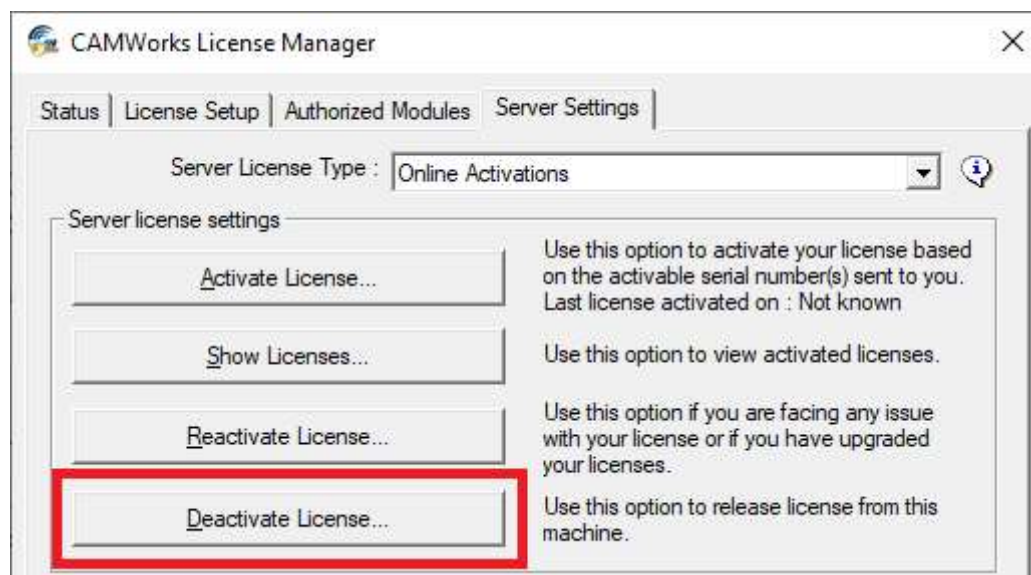 CAMWorks License Manager
Status License Setup Authorized Modules Server Settings
Server License Type : Online Activations
Server license settings
Activate License...
Use this option to activate your license based
on the activable serial number(s) sent to you.
Last license activated on : Not known
Show Licenses...
Use this option to view activated licenses.
Reactivate License...
Use this option if you are facing any issue
with your license or if you have upgraded
your licenses.
Deactivate License...
Use this option to release license from this
machine.